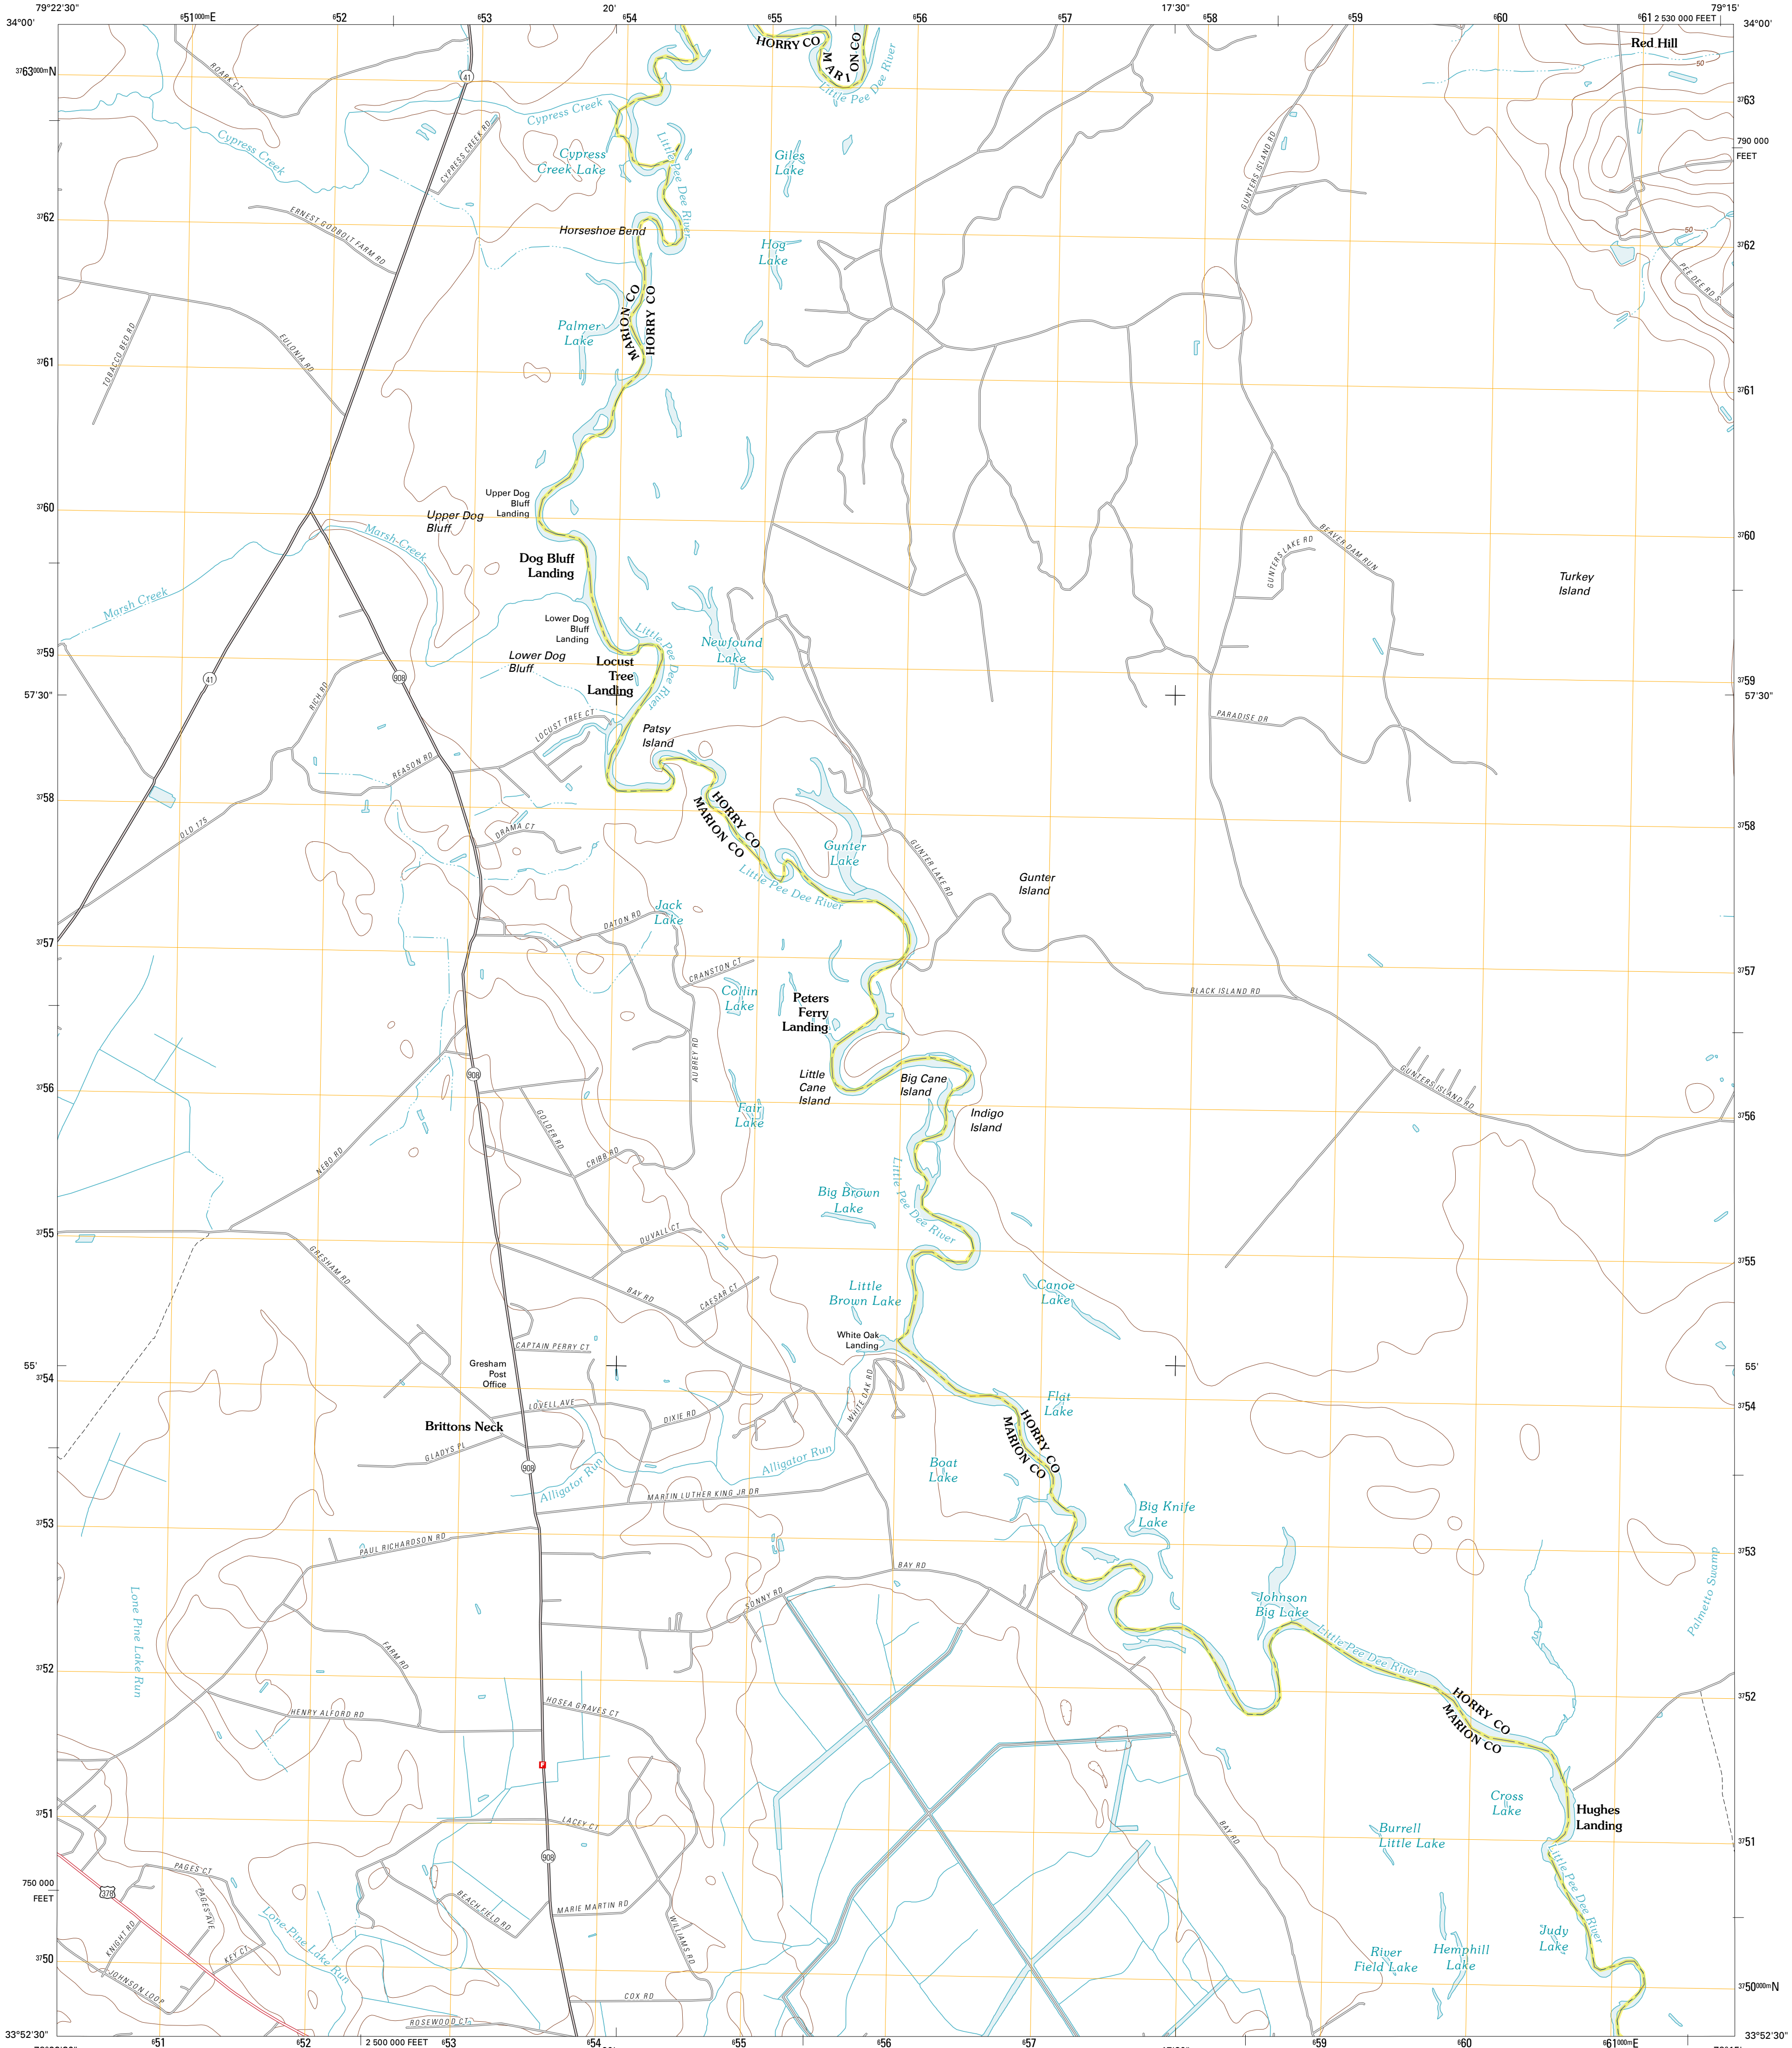 79°22'30"
⁶51⁰⁰⁰ᵐE
⁶52
⁶53
20'
⁶54
⁶55
⁶56
⁶57
17'30"
⁶58
⁶59
⁶60
⁶61
2 530 000 FEET
79°15'
34°00'
34°00'
HORRY CO
MARION CO
Little Pee Dee River
Red Hill
50
³⁷63⁰⁰⁰ᵐN
ROARK CT
41
Cypress Creek
Cypress Creek
CYPRESS CREEK RD
³⁷63
790 000
FEET
Cypress
Creek Lake
Little Pee Dee River
Giles
Lake
GUNTERS ISLAND RD
³⁷62
ERNEST GODBOLT FARM RD
Horseshoe Bend
Hog
Lake
50
³⁷62
PEE DEE RD S
MARION CO
HORRY CO
Palmer
Lake
TOBACCO BED RD
EULONIA RD
³⁷61
³⁷61
Upper Dog
Bluff
Landing
³⁷60
Upper Dog
Bluff
Marsh Creek
³⁷60
Dog Bluff
Landing
GUNTERS LAKE RD
BEAVER DAM RUN
Turkey
Island
Marsh Creek
Lower Dog
Bluff
Landing
Little Pee Dee River
Newfound
Lake
³⁷59
Lower Dog
Bluff
Locust
Tree
Landing
41
908
³⁷59
57'30"
57'30"
RICH RD
LOCUST TREE CT
PARADISE DR
Patsy
Island
REASON RD
³⁷58
OLD 175
HORRY CO
MARION CO
DRAMA CT
³⁷58
Gunter
Lake
GUNTER LAKE RD
Little Pee Dee River
Gunter
Island
Jack
Lake
DATON RD
³⁷57
CRANSTON CT
³⁷57
Collin
Lake
Peters
Ferry
Landing
BLACK ISLAND RD
AUBREY RD
908
Little
Cane
Island
Big Cane
Island
GUNTERS ISLAND RD
³⁷56
Fair
Lake
Indigo
Island
³⁷56
GOLDER RD
NEBO RD
CRIBB RD
Little Pee Dee River
Big Brown
Lake
³⁷55
DUVALL CT
GRESHAM RD
³⁷55
BAY RD
CAESAR CT
Little
Brown Lake
Canoe
Lake
CAPTAIN PERRY CT
White Oak
Landing
55'
Gresham
Post
Office
55'
³⁷54
WHITE OAK RD
Flat
Lake
LOVELL AVE
DIXIE RD
³⁷54
Brittons Neck
HORRY CO
MARION CO
GLADYS PL
908
Alligator Run
Alligator Run
Boat
Lake
MARTIN LUTHER KING JR DR
Big Knife
Lake
³⁷53
PAUL RICHARDSON RD
BAY RD
³⁷53
Palmetto Swamp
Lone Pine Lake Run
SONNY RD
Johnson
Big Lake
Little Pee Dee River
FARM RD
³⁷52
HENRY ALFORD RD
HOSEA GRAVES CT
HORRY CO
MARION CO
³⁷52
F
Cross
Lake
³⁷51
LACEY CT
Hughes
Landing
Burrell
Little Lake
BAY RD
³⁷51
908
PAGES CT
750 000
FEET
378
PAGES AVE
BEACH FIELD RD
MARIE MARTIN RD
Little Pee Dee River
Lone Pine Lake Run
KNIGHT RD
KEY CT
WILLIAMS RD
Judy
Lake
River
Field Lake
Hemphill
Lake
³⁷50
JOHNSON LOOP
COX RD
³⁷50⁰⁰⁰ᵐN
ROSEWOOD CT
33°52'30"
33°52'30"
⁶51
⁶52
2 500 000 FEET
⁶53
⁶54
⁶55
⁶56
⁶57
⁶59
⁶60
⁶61⁰⁰⁰ᵐE